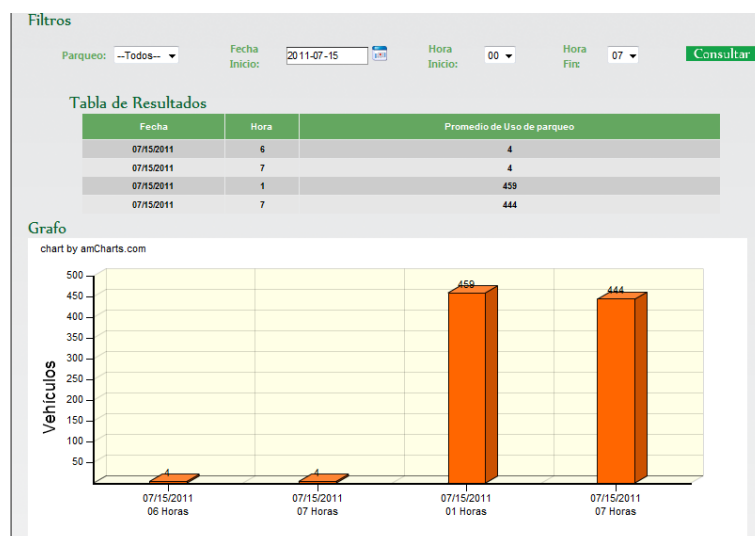 Filtros
Parqueo: --Todos-- Fecha Inicio: 2011-07-15 Hora Inicio: 00 Hora Fin: 07 Consultar
Tabla de Resultados
Fecha Hora Promedio de Uso de parqueo
07/15/2011 6 4
07/15/2011 7 4
07/15/2011 1 459
07/15/2011 7 444
Grafo
chart by amCharts.com
500
450
400
350
300
250
200
150
100
50
Vehículos
4 4 459 444
07/15/2011 07/15/2011 07/15/2011 07/15/2011
06 Horas 07 Horas 01 Horas 07 Horas